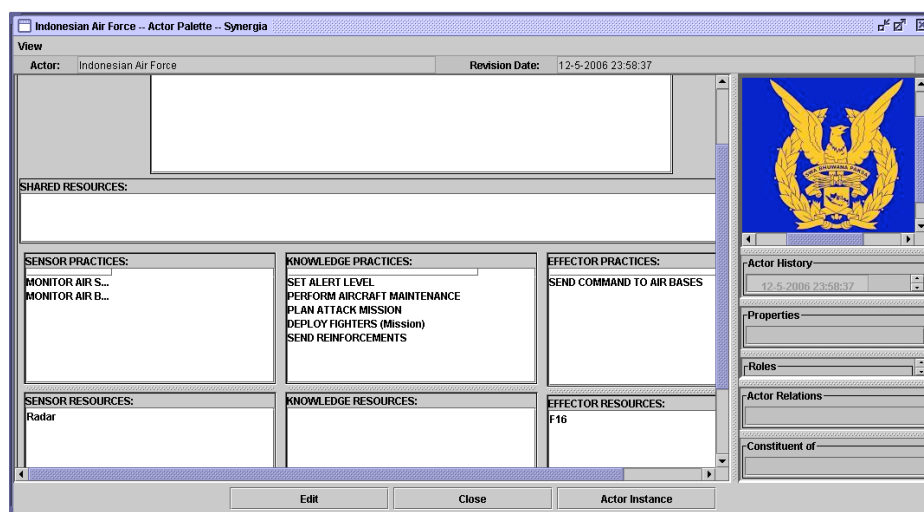 Indonesian Air Force -- Actor Palette -- Synergia
View
Actor: Indonesian Air Force Revision Date: 12-5-2006 23:58:37
SHARED RESOURCES:
SENSOR PRACTICES:
MONITOR AIR S...
MONITOR AIR B...
KNOWLEDGE PRACTICES:
SET ALERT LEVEL
PERFORM AIRCRAFT MAINTENANCE
PLAN ATTACK MISSION
DEPLOY FIGHTERS (Mission)
SEND REINFORCEMENTS
EFFECTOR PRACTICES:
SEND COMMAND TO AIR BASES
SENSOR RESOURCES:
Radar
KNOWLEDGE RESOURCES:
EFFECTOR RESOURCES:
F16
SWA BHUWANA PAKSA
Actor History
12-5-2006 23:58:37
Properties
Roles
Actor Relations
Constituent of
Edit Close Actor Instance